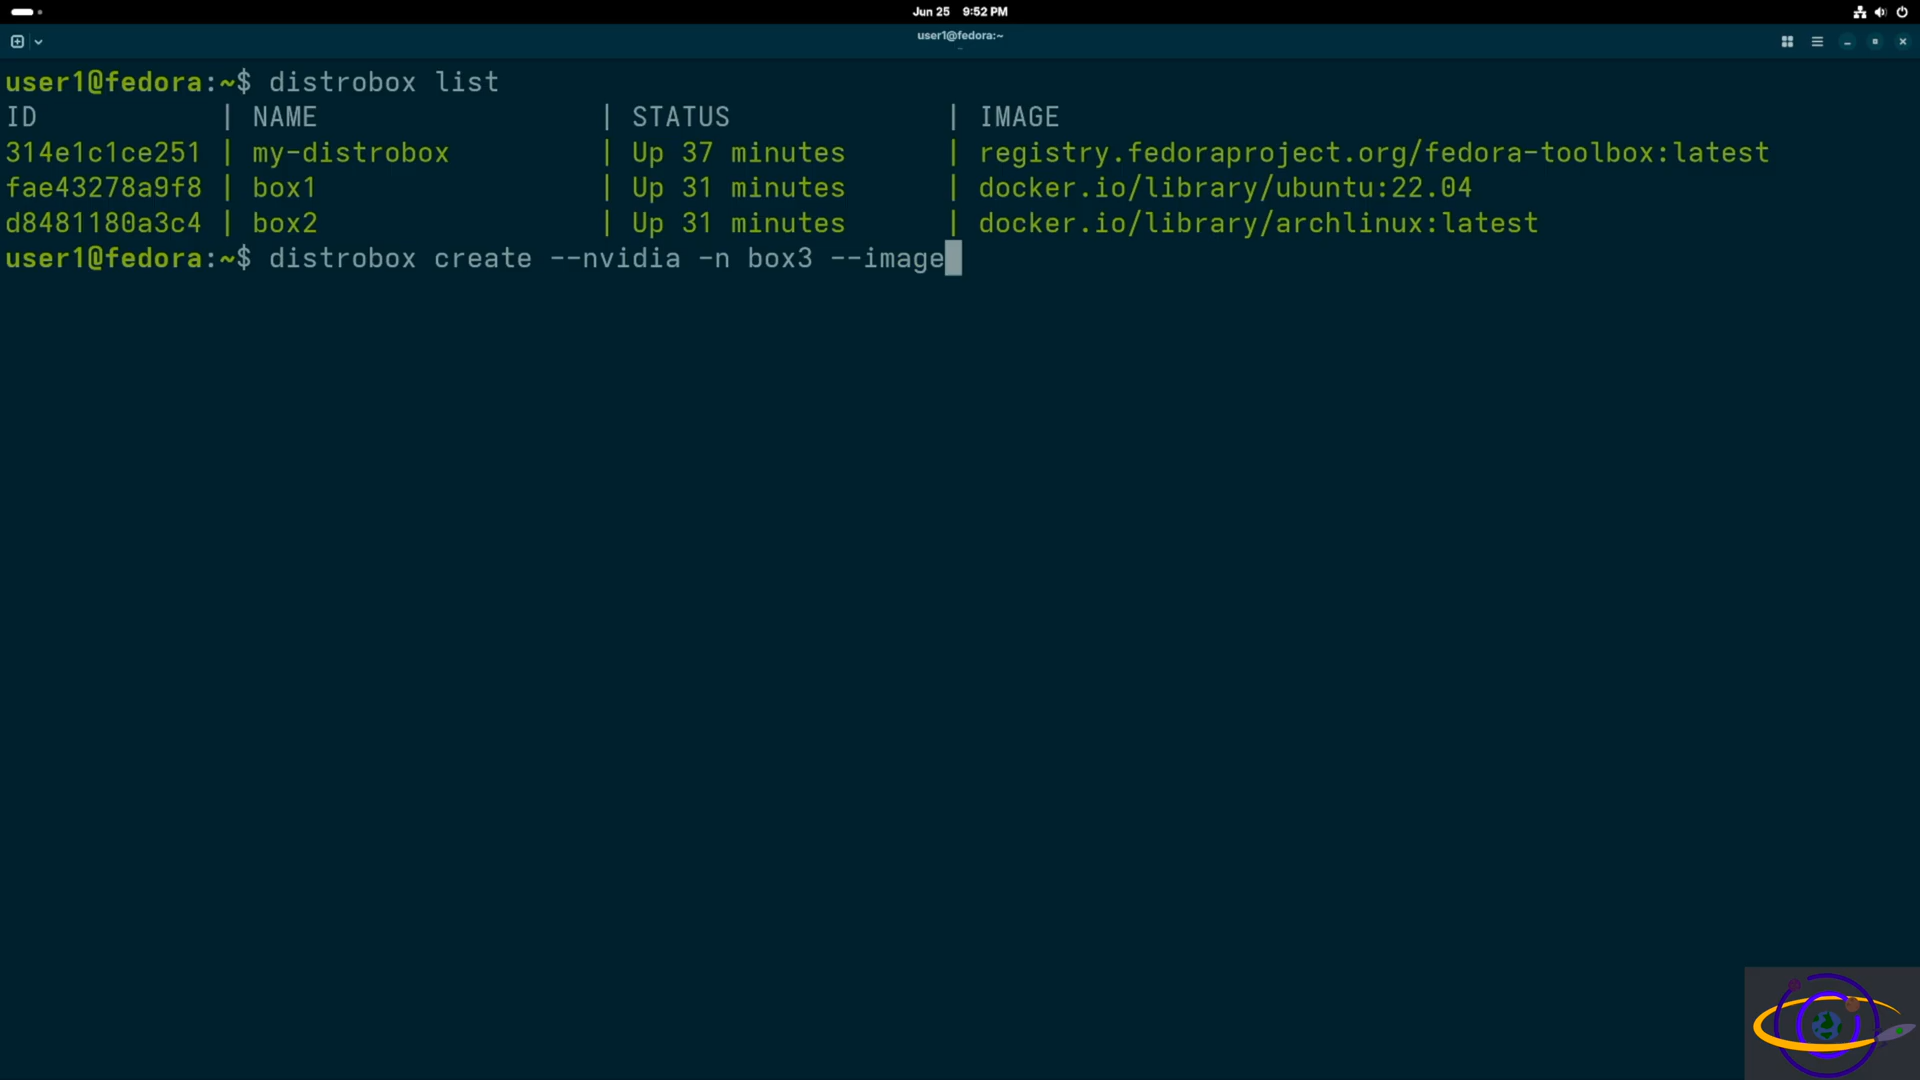 Jun 25 9:52 PM
user1@fedora:~
user1@fedora:~$ distrobox list
ID | NAME | STATUS | IMAGE
314e1c1ce251 | my-distrobox | Up 37 minutes | registry.fedoraproject.org/fedora-toolbox:latest
fae43278a9f8 | box1 | Up 31 minutes | docker.io/library/ubuntu:22.04
d8481180a3c4 | box2 | Up 31 minutes | docker.io/library/archlinux:latest
user1@fedora:~$ distrobox create --nvidia -n box3 --image